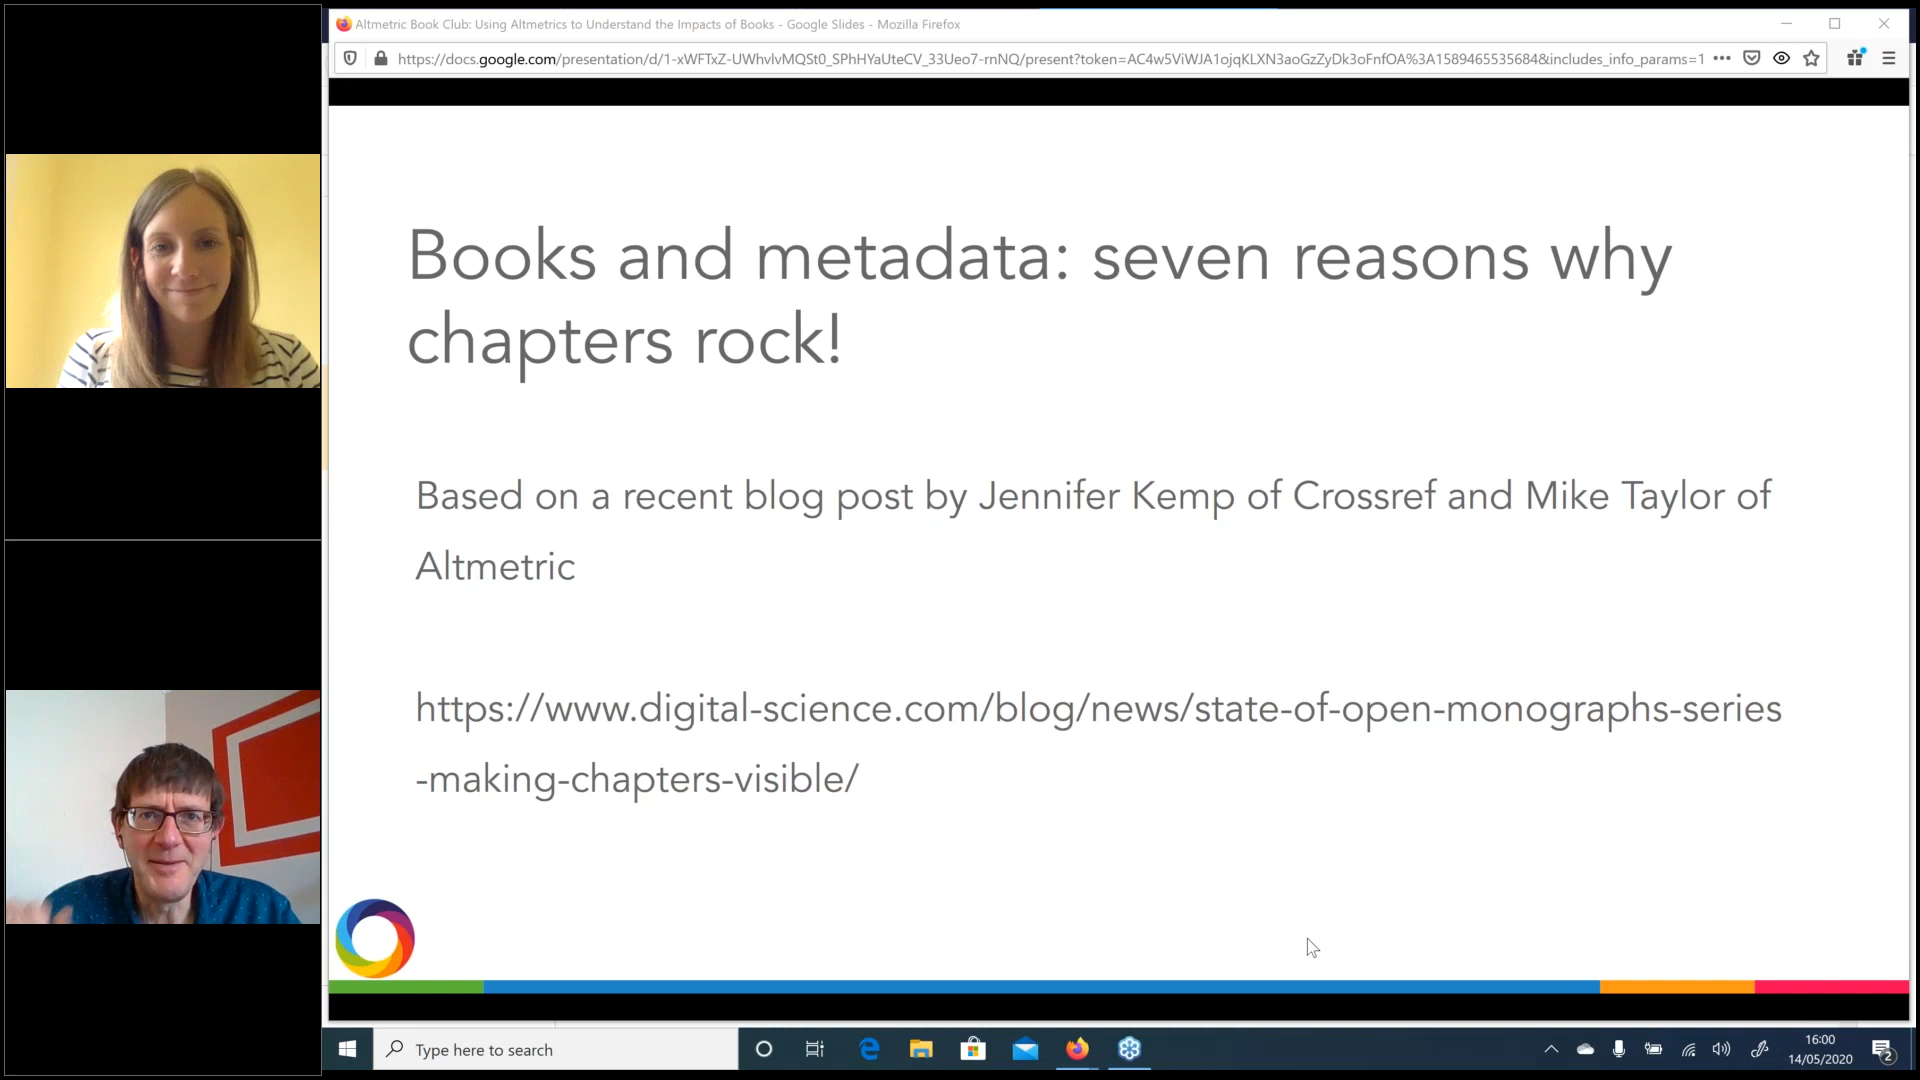 Altmetric Book Club: Using Altmetrics to Understand the Impacts of Books - Google Slides - Mozilla Firefox
https://docs.google.com/presentation/d/1-xWFTxZ-UWhvlvMQSt0_SPhHYaUteCV_33Ueo7-rnNQ/present?token=AC4w5ViWJA1ojqKLXN3aoGzZyDk3oFnfOA%3A1589465535684&includes_info_params=1
Books and metadata: seven reasons why
chapters rock!
Based on a recent blog post by Jennifer Kemp of Crossref and Mike Taylor of
Altmetric
https://www.digital-science.com/blog/news/state-of-open-monographs-series
-making-chapters-visible/
Type here to search
16:00
14/05/2020
2